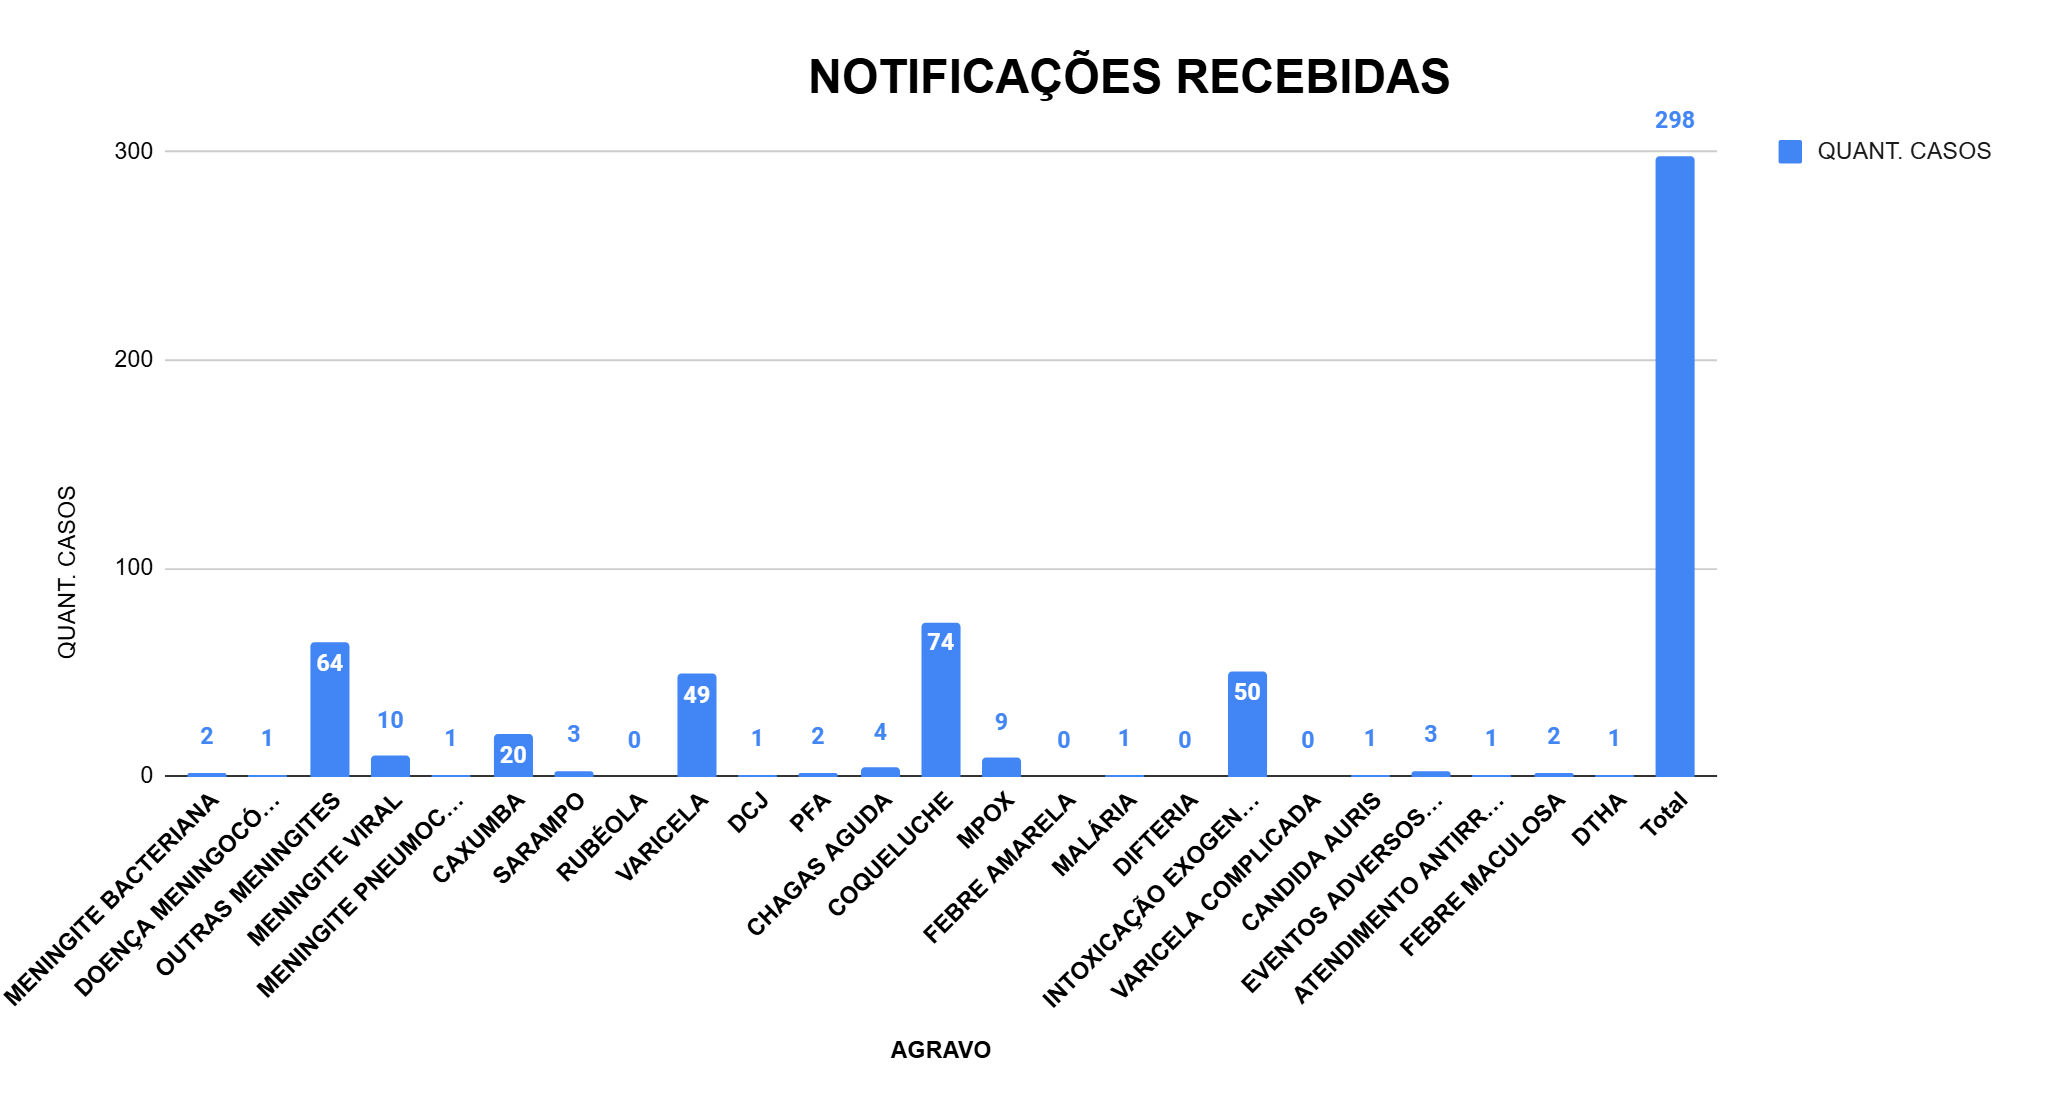 NOTIFICAÇÕES RECEBIDAS
298
300
QUANT. CASOS
200
100
0
QUANT. CASOS
2
1
64
10
1
20
3
0
49
1
2
4
74
9
0
1
0
50
0
1
3
1
2
1
MENINGITE BACTERIANA
DOENÇA MENINGOCÓ...
OUTRAS MENINGITES
MENINGITE VIRAL
MENINGITE PNEUMOC...
CAXUMBA
SARAMPO
RUBÉOLA
VARICELA
DCJ
PFA
CHAGAS AGUDA
COQUELUCHE
MPOX
FEBRE AMARELA
MALÁRIA
DIFTERIA
INTOXICAÇÃO EXOGEN...
VARICELA COMPLICADA
CANDIDA AURIS
EVENTOS ADVERSOS...
ATENDIMENTO ANTIRR...
FEBRE MACULOSA
DTHA
Total
AGRAVO